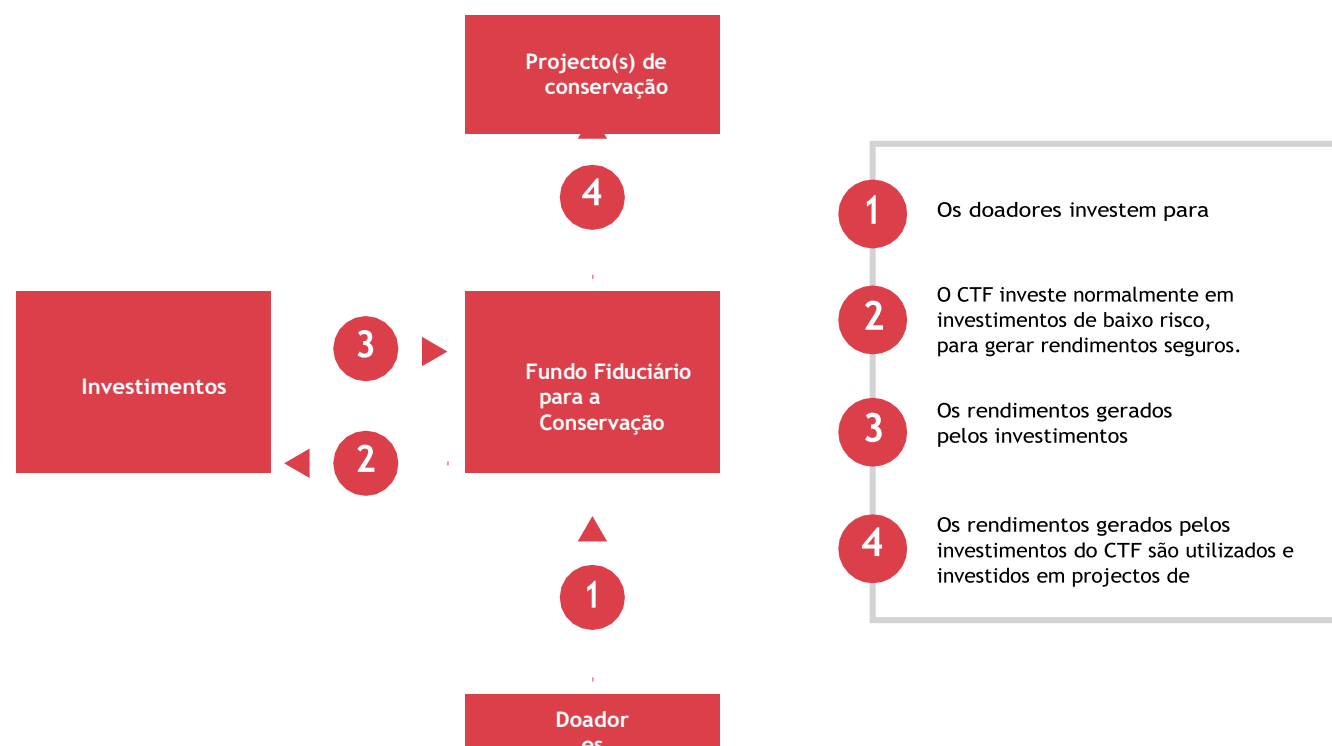 Projecto(s) de
conservação
4
Investimentos
3
2
Fundo Fiduciário
para a
Conservação
1
Doador
es
1
Os doadores investem para
2
O CTF investe normalmente em
investimentos de baixo risco,
para gerar rendimentos seguros.
3
Os rendimentos gerados
pelos investimentos
4
Os rendimentos gerados pelos
investimentos do CTF são utilizados e
investidos em projectos de